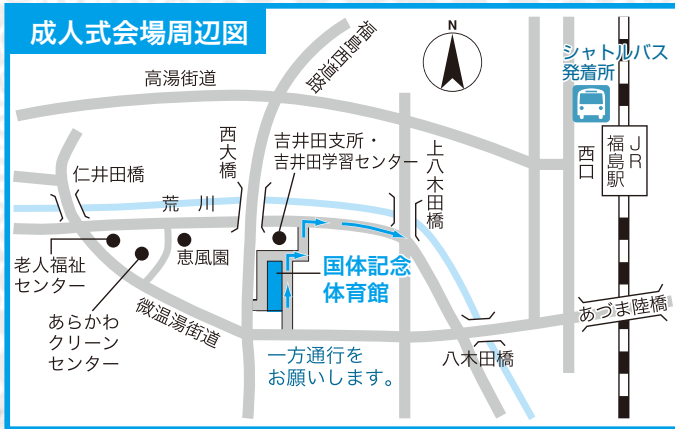 成人式会場周辺図
福島西道路
N
シャトルバス
発着所
高湯街道
JR
福島駅
西口
西大橋
吉井田支所・
吉井田学習センター
上八木田橋
仁井田橋
荒川
恵風園
老人福祉
センター
国体記念
体育館
あらかわ
クリーン
センター
微温湯街道
あづま陸橋
一方通行を
お願いします。
八木田橋